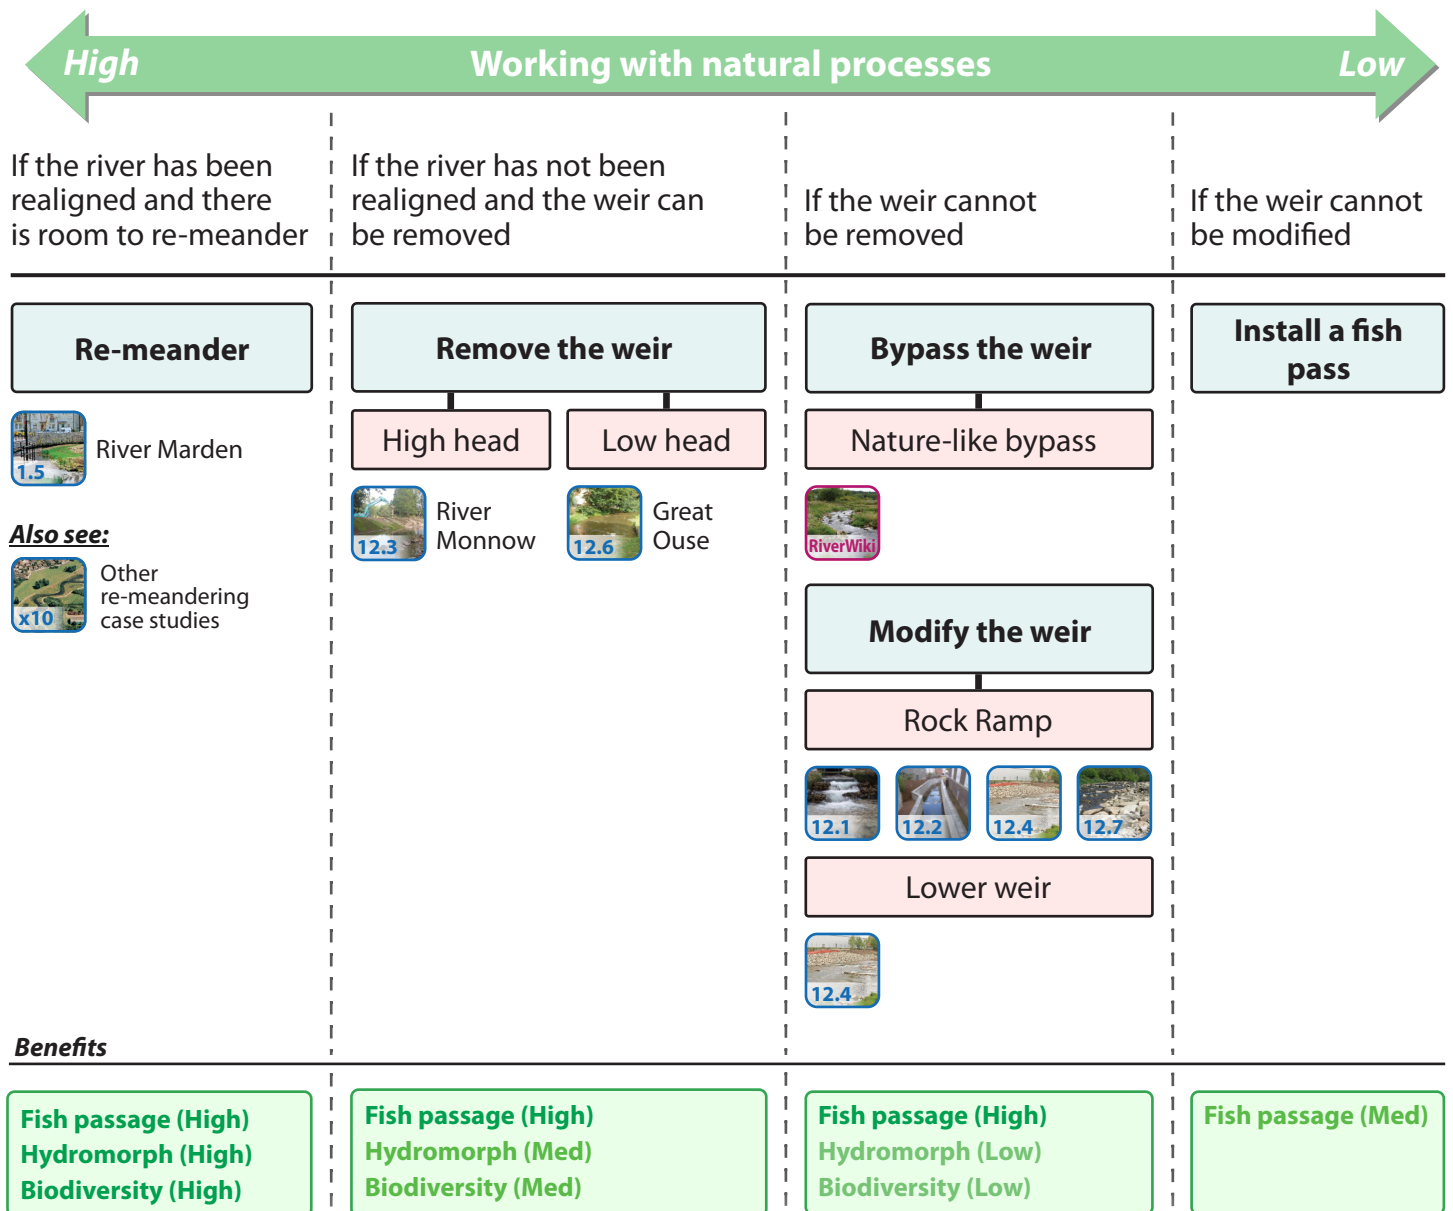 High
Working with natural processes
Low
If the river has been
realigned and there
is room to re-meander
If the river has not been
realigned and the weir can
be removed
If the weir cannot
be removed
If the weir cannot
be modified
Re-meander
1.5
River Marden
Also see:
x10
Other
re-meandering
case studies
Remove the weir
High head
Low head
12.3
River
Monnow
12.6
Great
Ouse
Bypass the weir
Nature-like bypass
RiverWiki
Modify the weir
Rock Ramp
12.1
12.2
12.4
12.7
Lower weir
12.4
Install a fish
pass
Benefits
Fish passage (High)
Hydromorph (High)
Biodiversity (High)
Fish passage (High)
Hydromorph (Med)
Biodiversity (Med)
Fish passage (High)
Hydromorph (Low)
Biodiversity (Low)
Fish passage (Med)